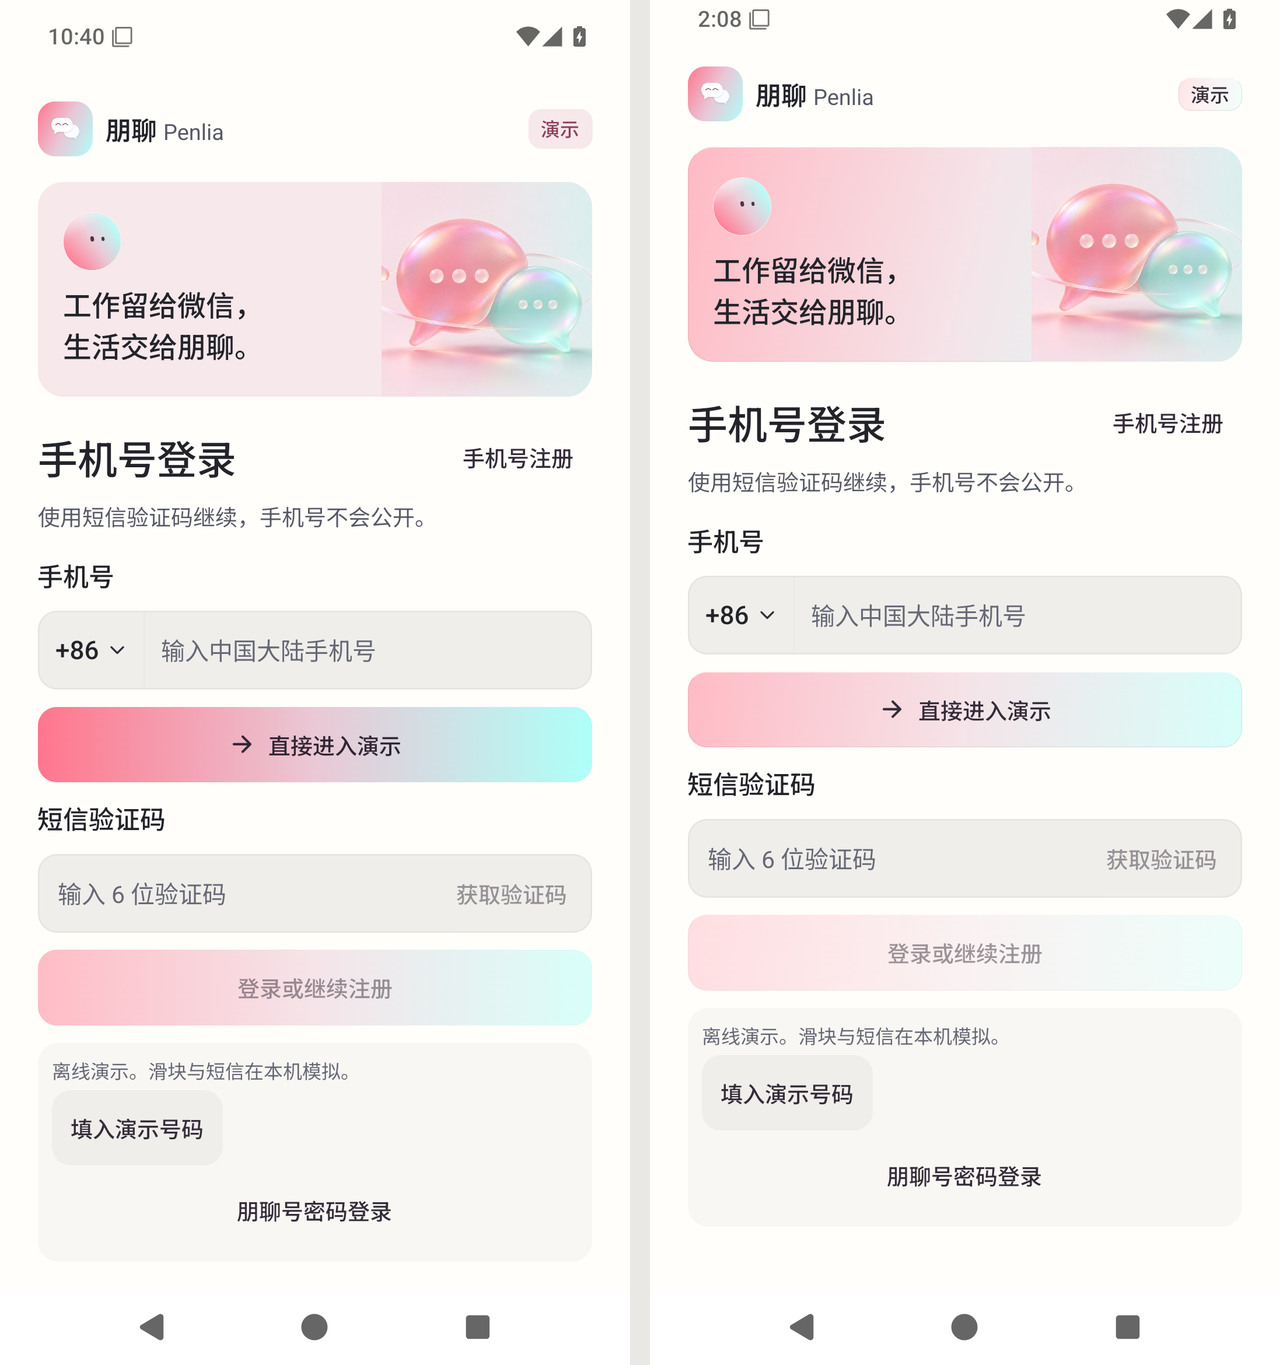 10:40
朋聊 Penlia
演示
工作留给微信，
生活交给朋聊。
手机号登录
手机号注册
使用短信验证码继续，手机号不会公开。
手机号
+86
输入中国大陆手机号
直接进入演示
短信验证码
输入 6 位验证码
获取验证码
登录或继续注册
离线演示。滑块与短信在本机模拟。
填入演示号码
朋聊号密码登录
2:08
朋聊 Penlia
演示
工作留给微信，
生活交给朋聊。
手机号登录
手机号注册
使用短信验证码继续，手机号不会公开。
手机号
+86
输入中国大陆手机号
直接进入演示
短信验证码
输入 6 位验证码
获取验证码
登录或继续注册
离线演示。滑块与短信在本机模拟。
填入演示号码
朋聊号密码登录